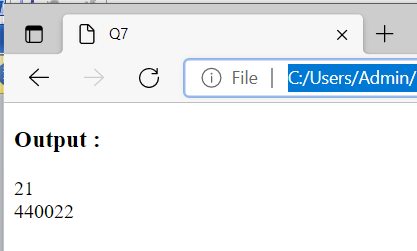 Q7
File
C:/Users/Admin/
Output :
21
440022